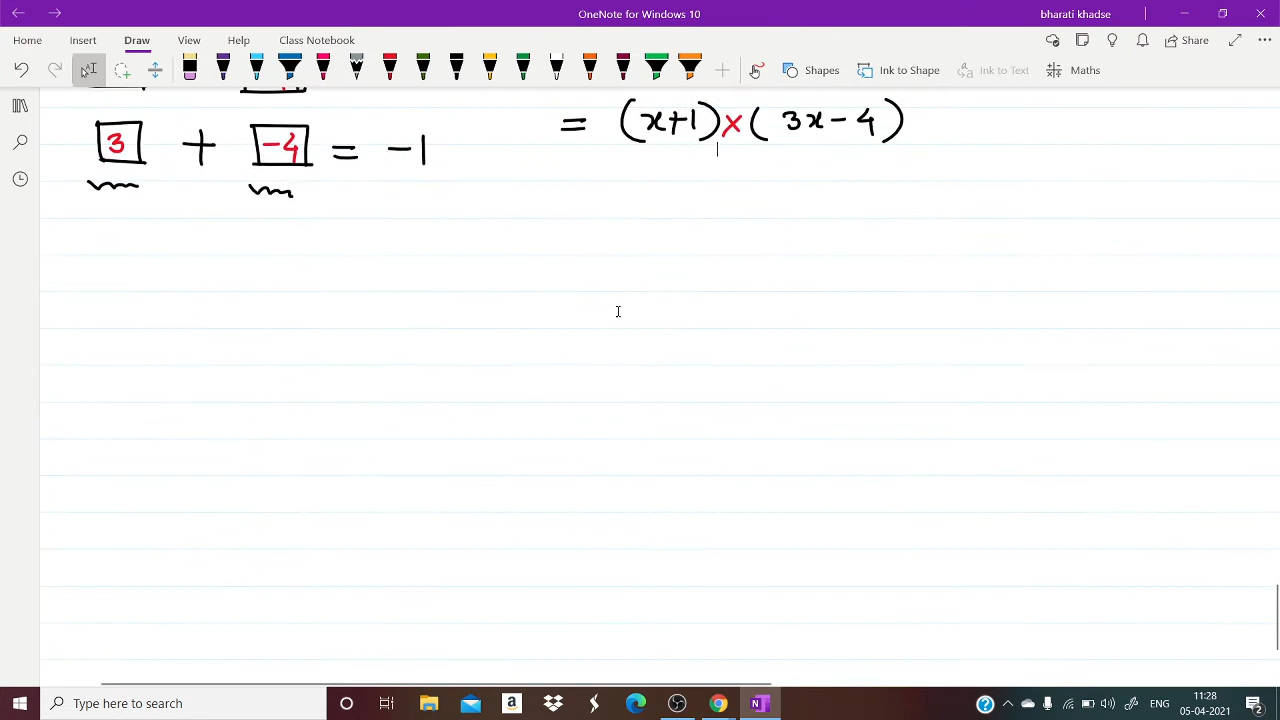 OneNote for Windows 10
bharati khadse
Home Insert Draw View Help Class Notebook
Share
Shapes Ink to Shape Ink to Text Maths
= (x+1)×(3x-4)
3 + -4 = -1
Type here to search
ENG
11:28
05-04-2021
2